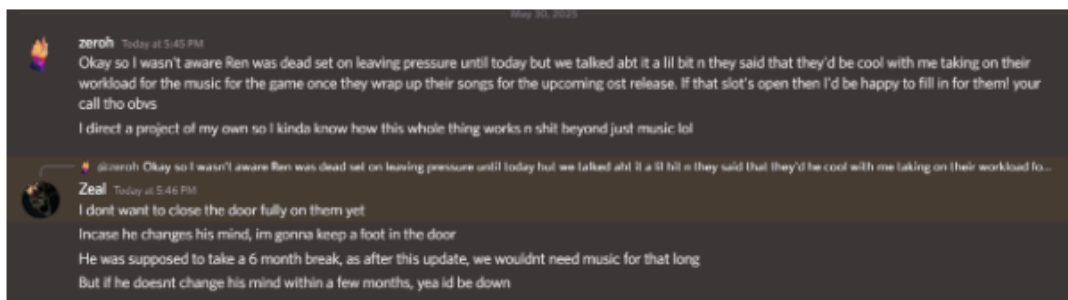 May 30, 2025
zeroh Today at 5:45 PM
Okay so I wasn't aware Ren was dead set on leaving pressure until today but we talked abt it a lil bit n they said that they'd be cool with me taking on their
workload for the music for the game once they wrap up their songs for the upcoming ost release. If that slot's open then I'd be happy to fill in for them! your
call tho obvs
I direct a project of my own so I kinda know how this whole thing works n shit beyond just music lol
@zeroh Okay so I wasn't aware Ren was dead set on leaving pressure until today but we talked abt it a lil bit n they said that they'd be cool with me taking on their workload fo...
Zeal Today at 5:46 PM
I dont want to close the door fully on them yet
Incase he changes his mind, im gonna keep a foot in the door
He was supposed to take a 6 month break, as after this update, we wouldnt need music for that long
But if he doesnt change his mind within a few months, yea id be down